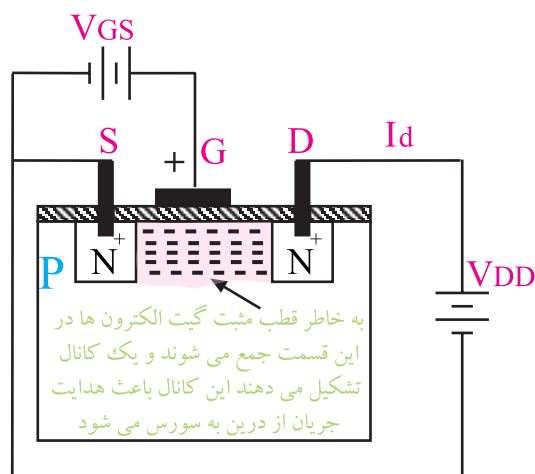 VGS
S
+
G
D
Id
P
N+
N+
VDD
به خاطر قطب مثبت گیت الکترون ها در
این قسمت جمع می شوند و یک کانال
تشکیل می دهند این کانال باعث هدایت
جریان از درین به سورس می شود